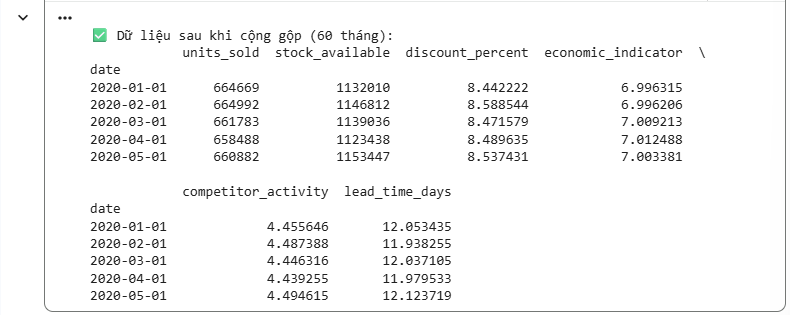 ✅ Dữ liệu sau khi cộng gộp (60 tháng):
units_sold stock_available discount_percent economic_indicator \
date
2020-01-01 664669 1132010 8.442222 6.996315
2020-02-01 664992 1146812 8.588544 6.996206
2020-03-01 661783 1139036 8.471579 7.009213
2020-04-01 658488 1123438 8.489635 7.012488
2020-05-01 660882 1153447 8.537431 7.003381
competitor_activity lead_time_days
date
2020-01-01 4.455646 12.053435
2020-02-01 4.487388 11.938255
2020-03-01 4.446316 12.037105
2020-04-01 4.439255 11.979533
2020-05-01 4.494615 12.123719